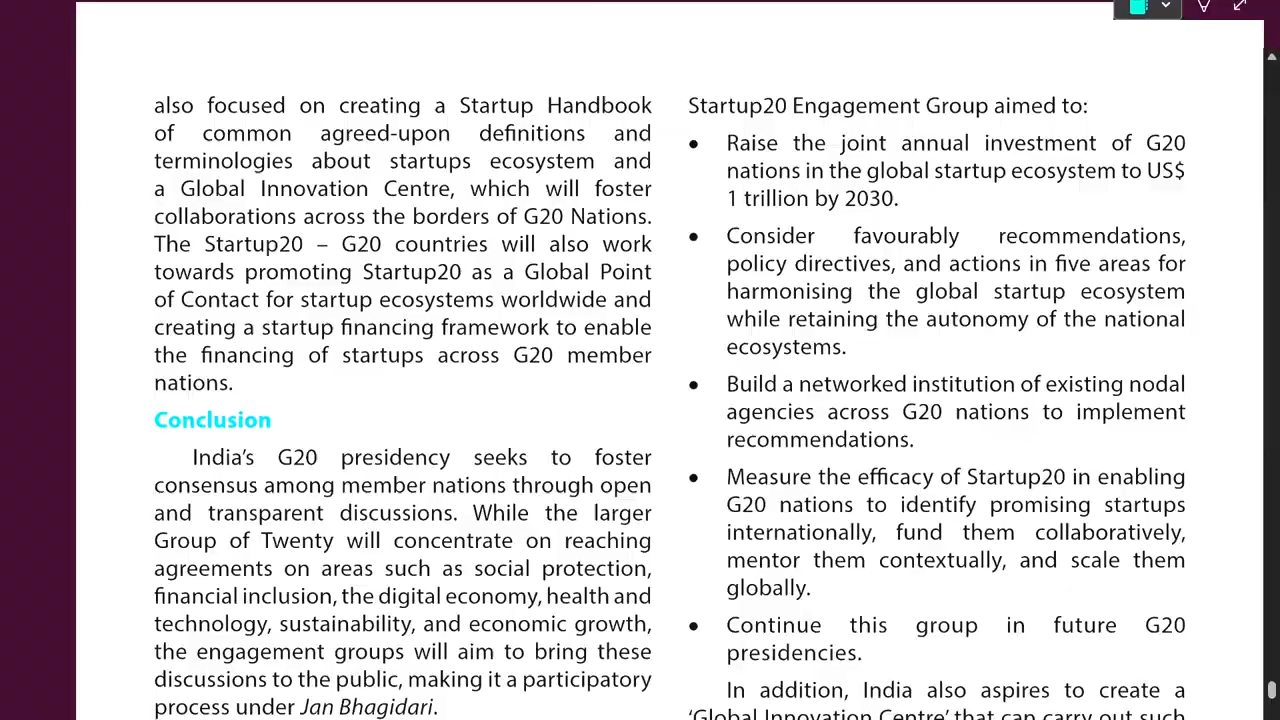 also focused on creating a Startup Handbook
of common agreed-upon definitions and
terminologies about startups ecosystem and
a Global Innovation Centre, which will foster
collaborations across the borders of G20 Nations.
The Startup20 – G20 countries will also work
towards promoting Startup20 as a Global Point
of Contact for startup ecosystems worldwide and
creating a startup financing framework to enable
the financing of startups across G20 member
nations.
Conclusion
India’s G20 presidency seeks to foster
consensus among member nations through open
and transparent discussions. While the larger
Group of Twenty will concentrate on reaching
agreements on areas such as social protection,
financial inclusion, the digital economy, health and
technology, sustainability, and economic growth,
the engagement groups will aim to bring these
discussions to the public, making it a participatory
process under Jan Bhagidari.
Startup20 Engagement Group aimed to:
• Raise the joint annual investment of G20
nations in the global startup ecosystem to US$
1 trillion by 2030.
• Consider favourably recommendations,
policy directives, and actions in five areas for
harmonising the global startup ecosystem
while retaining the autonomy of the national
ecosystems.
• Build a networked institution of existing nodal
agencies across G20 nations to implement
recommendations.
• Measure the efficacy of Startup20 in enabling
G20 nations to identify promising startups
internationally, fund them collaboratively,
mentor them contextually, and scale them
globally.
• Continue this group in future G20
presidencies.
In addition, India also aspires to create a
‘Global Innovation Centre’ that can carry out such